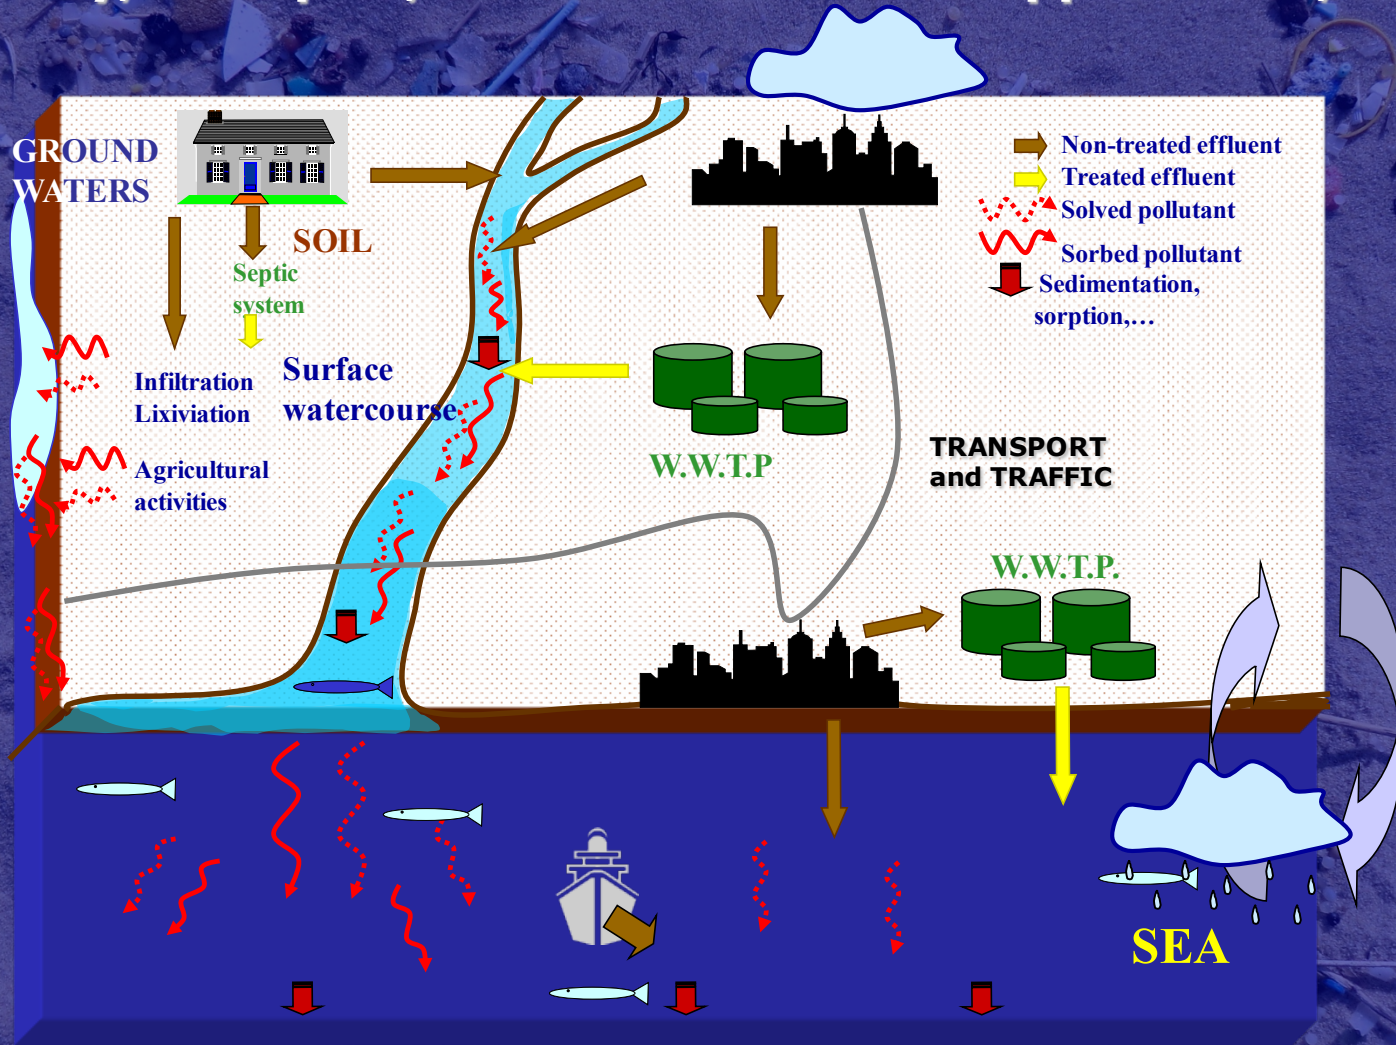 GROUND
WATERS
SOIL
Septic
system
Infiltration
Lixiviation
Agricultural
activities
Surface
watercourse
W.W.T.P
Non-treated effluent
Treated effluent
Solved pollutant
Sorbed pollutant
Sedimentation,
sorption,…
TRANSPORT
and TRAFFIC
W.W.T.P.
SEA